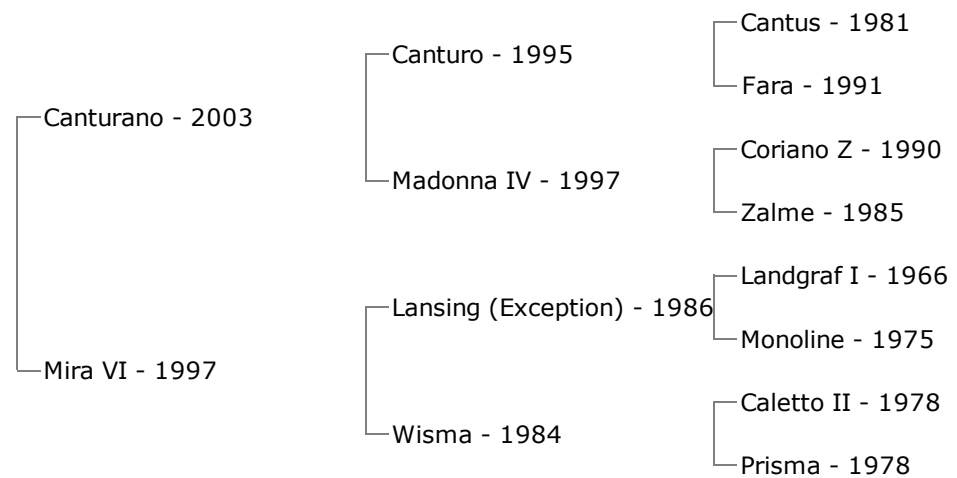 Cantus - 1981
Canturo - 1995
Fara - 1991
Canturano - 2003
Coriano Z - 1990
Madonna IV - 1997
Zalme - 1985
Landgraf I - 1966
Lansing (Exception) - 1986
Monoline - 1975
Mira VI - 1997
Caletto II - 1978
Wisma - 1984
Prisma - 1978